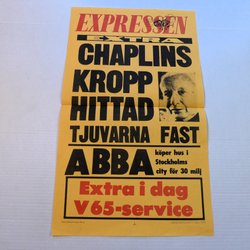 EXPRESSEN
EXTRA
CHAPLINS
KROPP
HITTAD
TJUVARNA FAST
ABBA
köper hus i
Stockholms
city för 30 milj
Extra i dag
V65-service